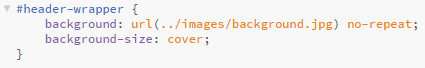 #header-wrapper {
    background: url(../images/background.jpg) no-repeat;
    background-size: cover;
}